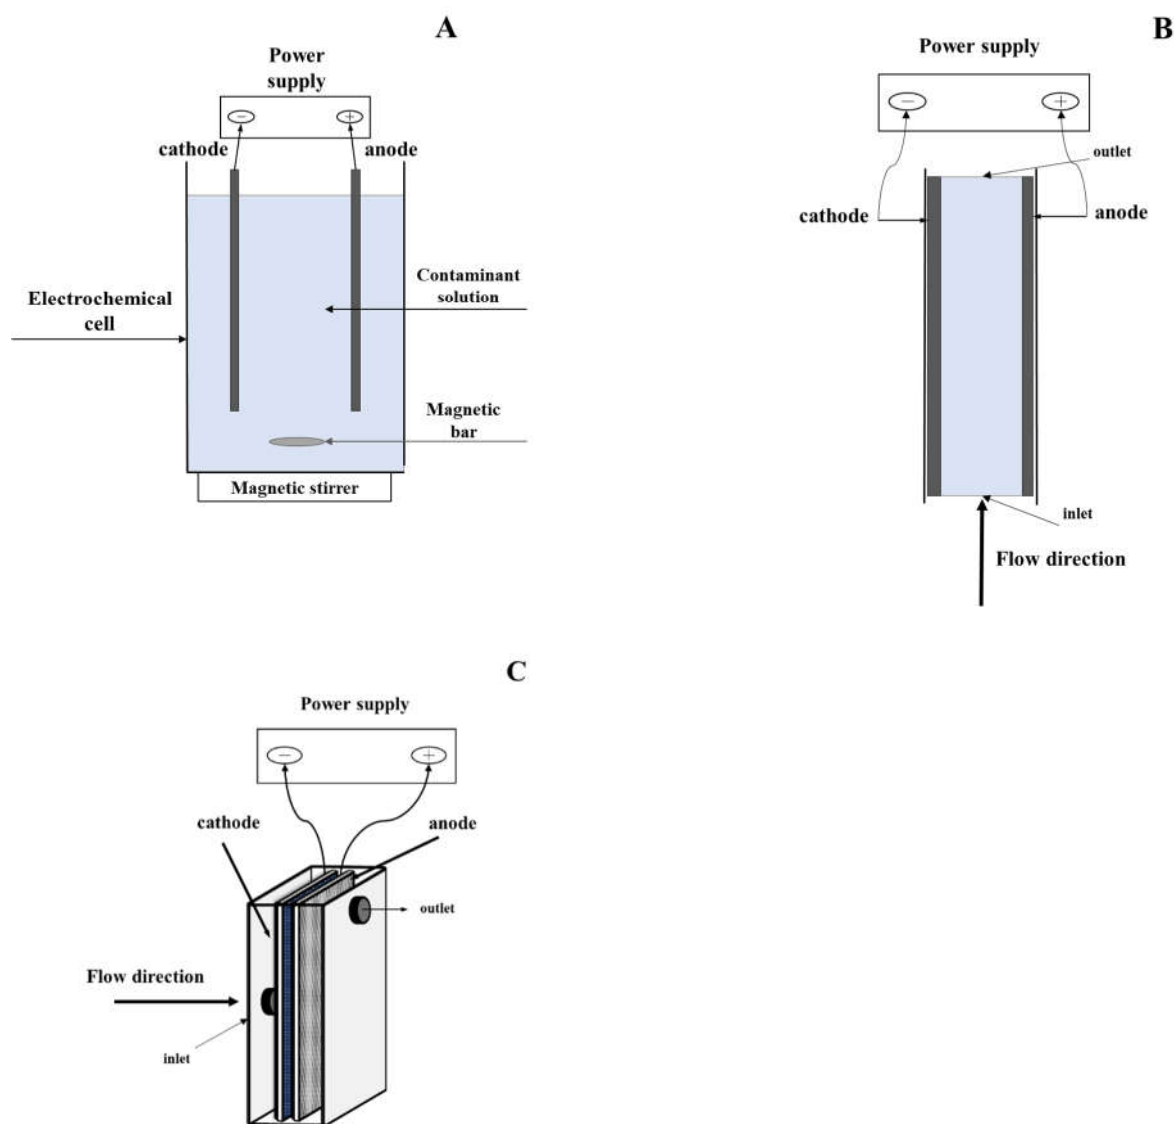 A
Power
supply
− +
cathode
anode
Electrochemical
cell
Contaminant
solution
Magnetic
bar
Magnetic stirrer
B
Power supply
− +
outlet
cathode
anode
inlet
Flow direction
C
Power supply
− +
cathode
anode
outlet
Flow direction
inlet